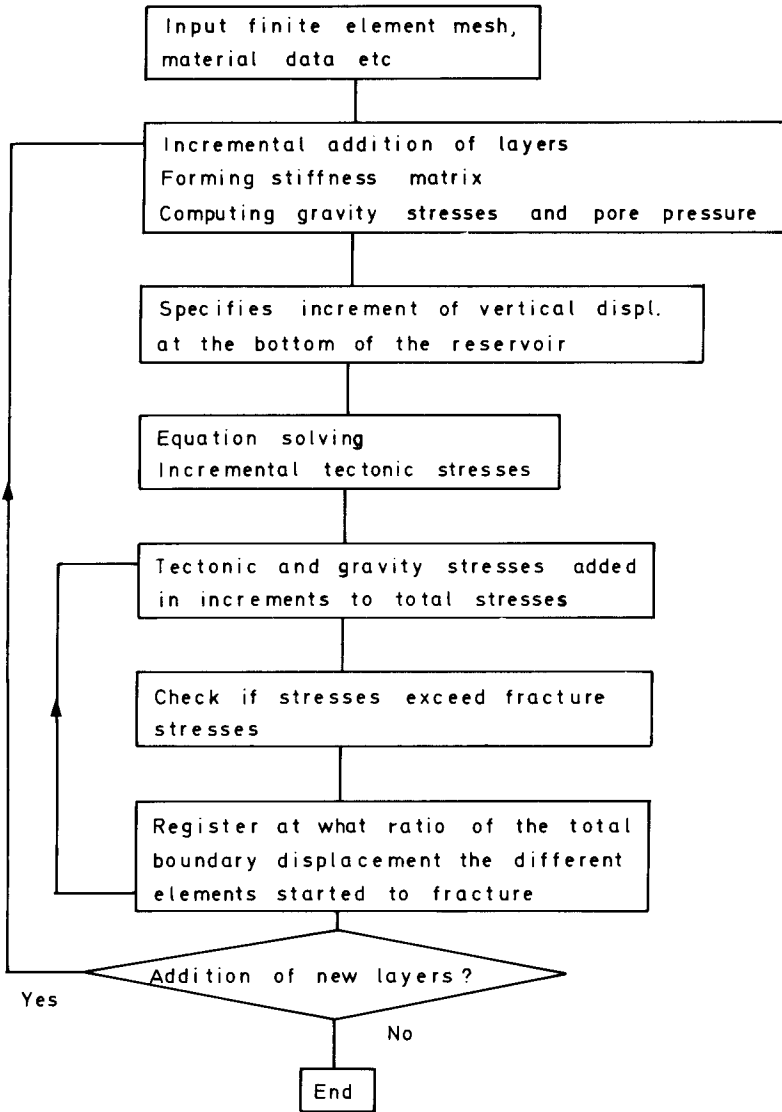 Input finite element mesh,
material data etc
Incremental addition of layers
Forming stiffness matrix
Computing gravity stresses and pore pressure
Specifies increment of vertical displ.
at the bottom of the reservoir
Equation solving
Incremental tectonic stresses
Tectonic and gravity stresses added
in increments to total stresses
Check if stresses exceed fracture
stresses
Register at what ratio of the total
boundary displacement the different
elements started to fracture
Addition of new layers?
Yes
No
End